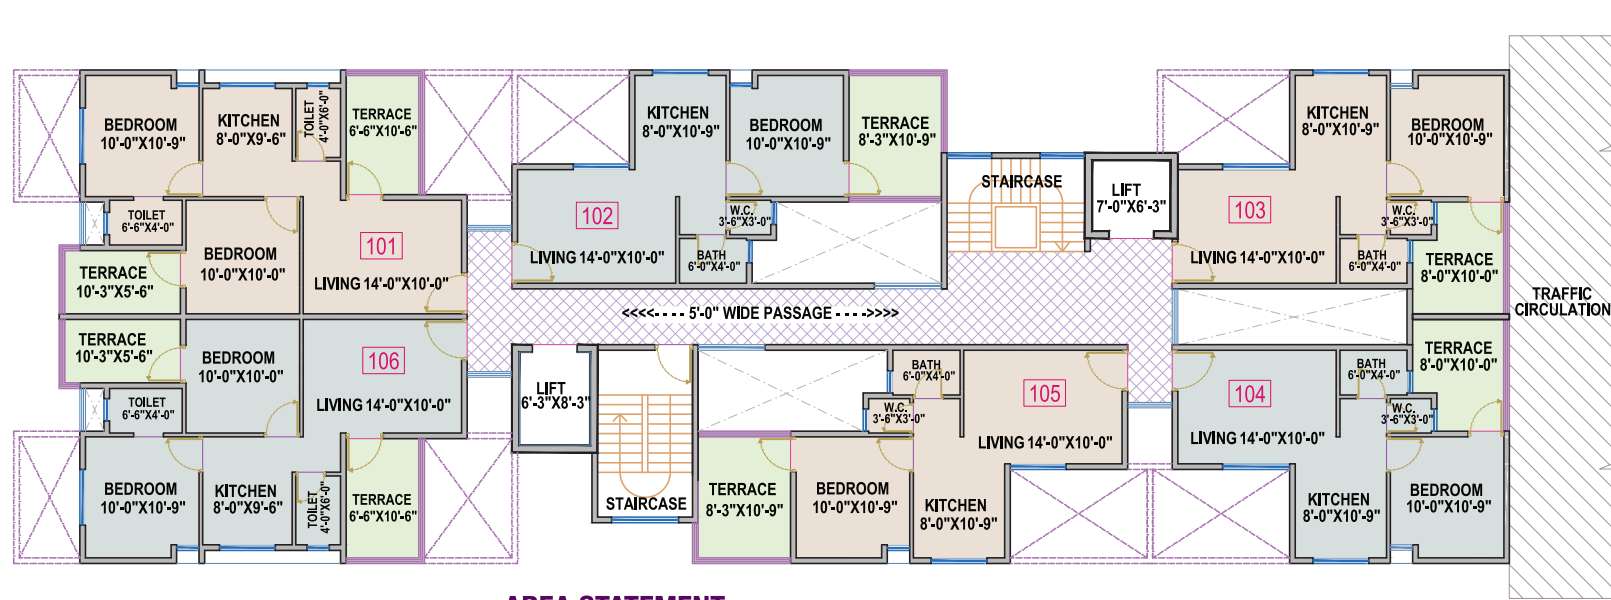 BEDROOM
10'-0"X10'-9"
KITCHEN
8'-0"X9'-6"
TOILET
4'-0"X6'-0"
TERRACE
6'-6"X10'-6"
TOILET
6'-6"X4'-0"
BEDROOM
10'-0"X10'-0"
101
LIVING 14'-0"X10'-0"
TERRACE
10'-3"X5'-6"
KITCHEN
8'-0"X10'-9"
BEDROOM
10'-0"X10'-9"
TERRACE
8'-3"X10'-9"
102
W.C.
3'-6"X3'-0"
BATH
6'-0"X4'-0"
LIVING 14'-0"X10'-0"
STAIRCASE
LIFT
7'-0"X6'-3"
KITCHEN
8'-0"X10'-9"
BEDROOM
10'-0"X10'-9"
103
W.C.
3'-6"X3'-0"
BATH
6'-0"X4'-0"
LIVING 14'-0"X10'-0"
TERRACE
8'-0"X10'-0"
TRAFFIC
CIRCULATION
<<<<---- 5'-0" WIDE PASSAGE ---->>>>
TERRACE
10'-3"X5'-6"
BEDROOM
10'-0"X10'-0"
106
LIVING 14'-0"X10'-0"
TOILET
6'-6"X4'-0"
BEDROOM
10'-0"X10'-9"
KITCHEN
8'-0"X9'-6"
TOILET
4'-0"X6'-0"
TERRACE
6'-6"X10'-6"
LIFT
6'-3"X8'-3"
STAIRCASE
BATH
6'-0"X4'-0"
W.C.
3'-6"X3'-0"
105
LIVING 14'-0"X10'-0"
TERRACE
8'-3"X10'-9"
BEDROOM
10'-0"X10'-9"
KITCHEN
8'-0"X10'-9"
104
LIVING 14'-0"X10'-0"
BATH
6'-0"X4'-0"
W.C.
3'-6"X3'-0"
TERRACE
8'-0"X10'-0"
KITCHEN
8'-0"X10'-9"
BEDROOM
10'-0"X10'-9"
AREA STATEMENT